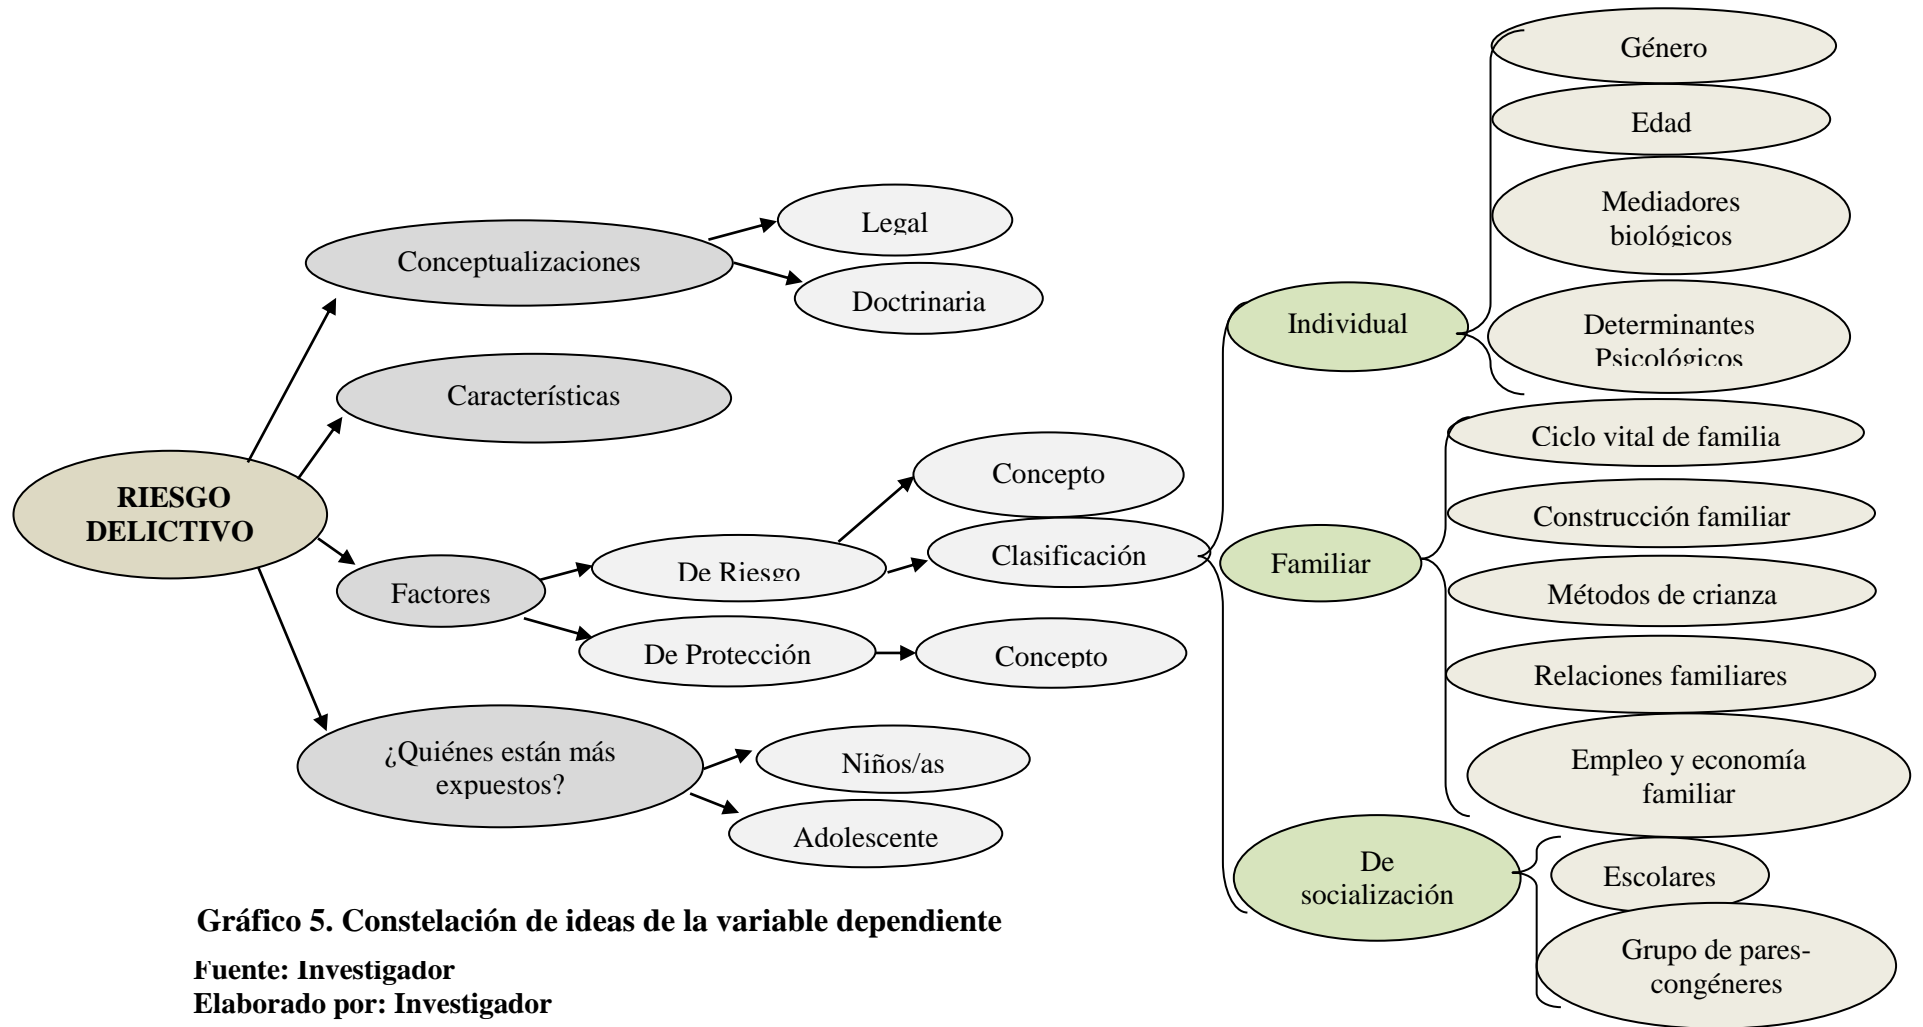 RIESGO
DELICTIVO
Conceptualizaciones
Legal
Doctrinaria
Características
Factores
De Riesgo
Concepto
Clasificación
De Protección
Concepto
¿Quiénes están más
expuestos?
Niños/as
Adolescente
Individual
Género
Edad
Mediadores
biológicos
Determinantes
Psicológicos
Familiar
Ciclo vital de familia
Construcción familiar
Métodos de crianza
Relaciones familiares
Empleo y economía
familiar
De
socialización
Escolares
Grupo de pares-
congéneres
Gráfico 5. Constelación de ideas de la variable dependiente
Fuente: Investigador
Elaborado por: Investigador